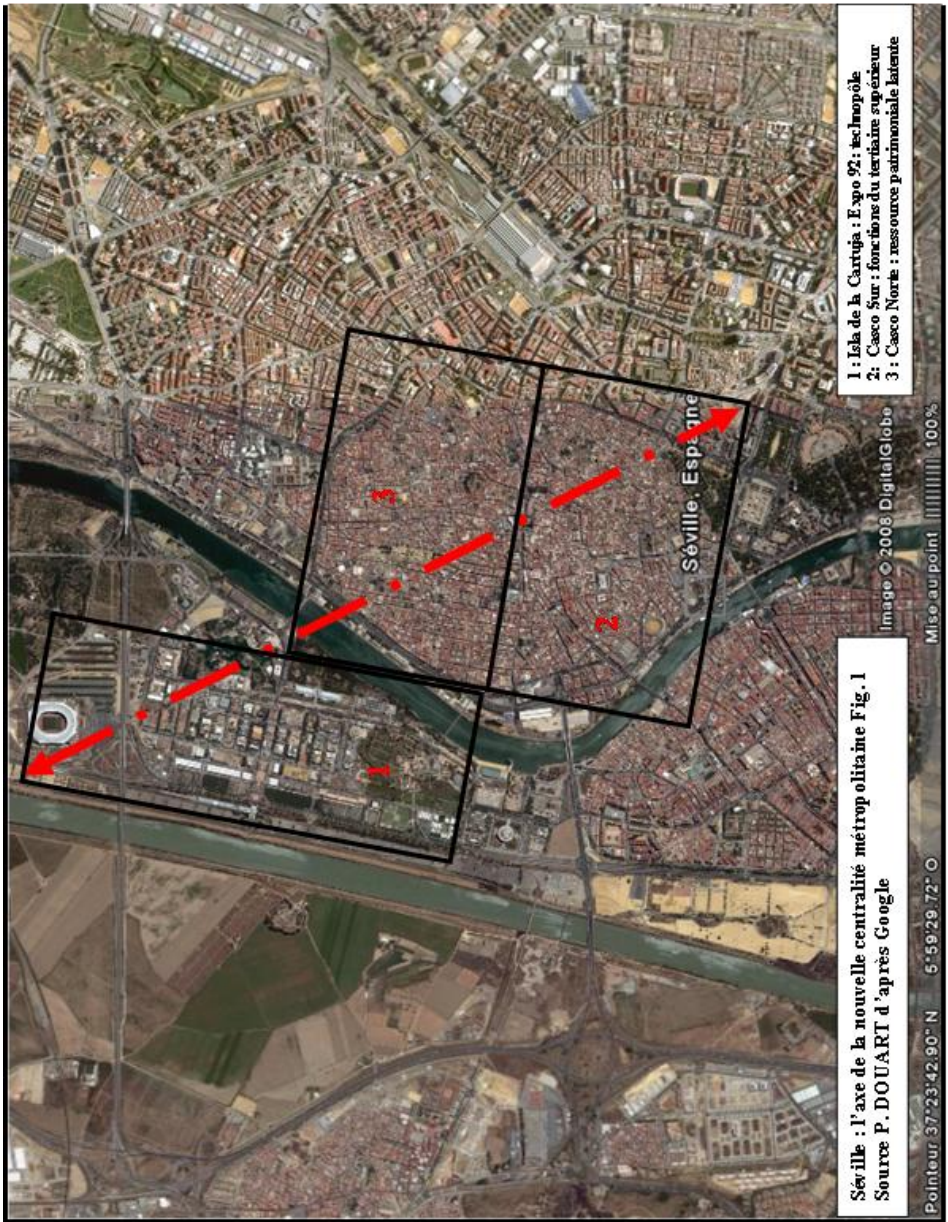 1 : Isla de la Cartuja : Expo 92: technopôle
2: Casco Sur : fonctions du tertiaire supérieur
3 : Casco Norte : ressource patrimoniale latente
3
2
1
Séville, Espagne
Image © 2008 DigitalGlobe
Séville : l'axe de la nouvelle centralité métropolitaine Fig. 1
Source P. DOUART d'après Google
Pointeur 37°23'42.90" N 5°59'29.72" O
Mise au point |||||||||| 100%